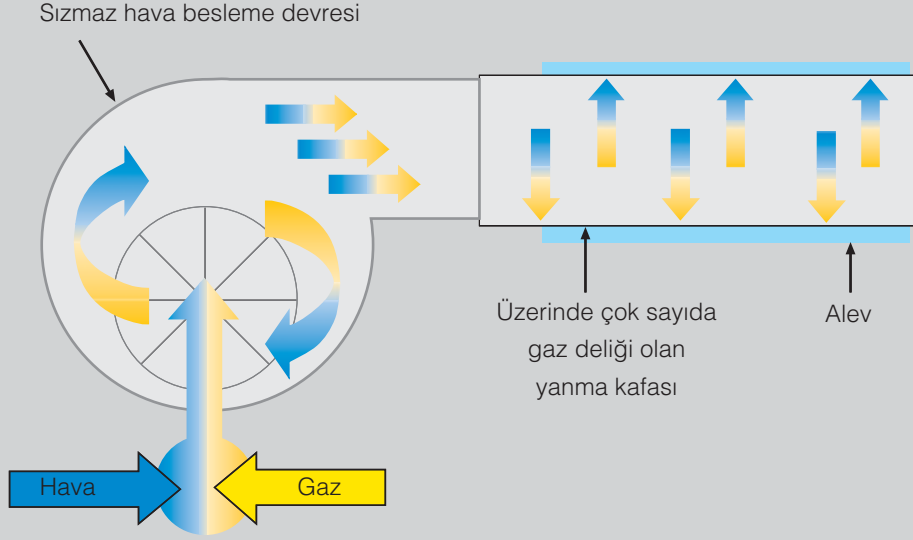 Sızmaz hava besleme devresi
Üzerinde çok sayıda
gaz deliği olan
yanma kafası
Alev
Hava
Gaz